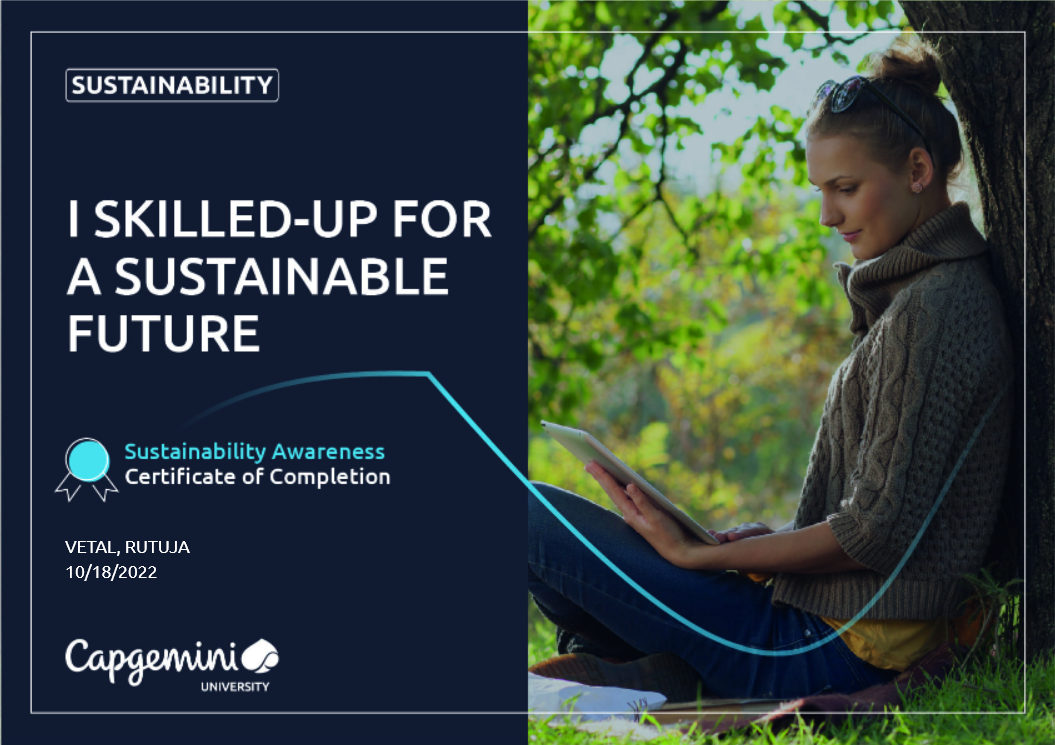 SUSTAINABILITY
I SKILLED-UP FOR
A SUSTAINABLE
FUTURE
Sustainability Awareness
Certificate of Completion
VETAL, RUTUJA
10/18/2022
Capgemini
UNIVERSITY